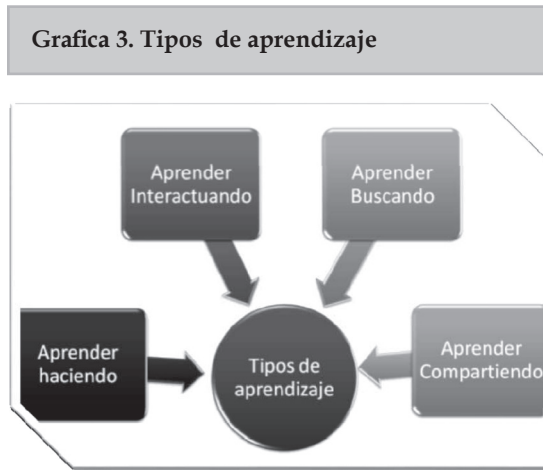 Grafica 3. Tipos de aprendizaje
Aprender
Interactuando
Aprender
Buscando
Aprender
haciendo
Tipos de
aprendizaje
Aprender
Compartiendo